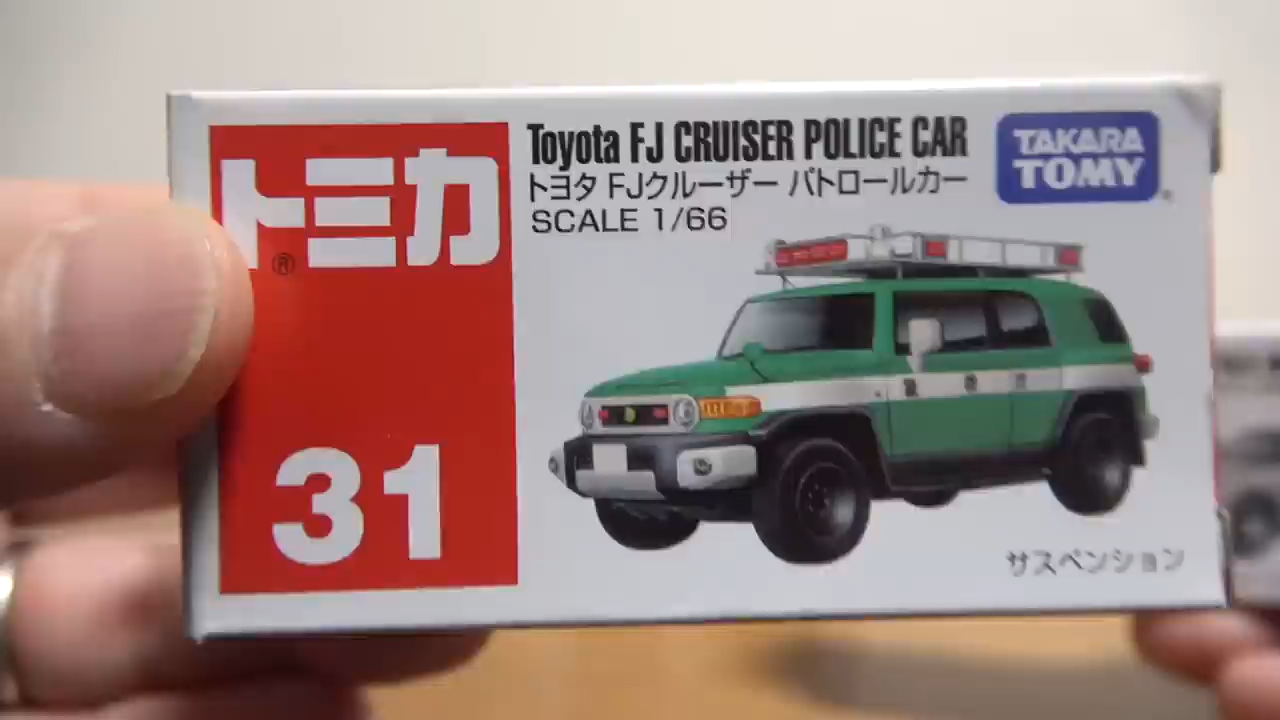 トミカ
®
31
Toyota FJ CRUISER POLICE CAR
トヨタ FJクルーザー パトロールカー
SCALE 1/66
TAKARA
TOMY
サスペンション